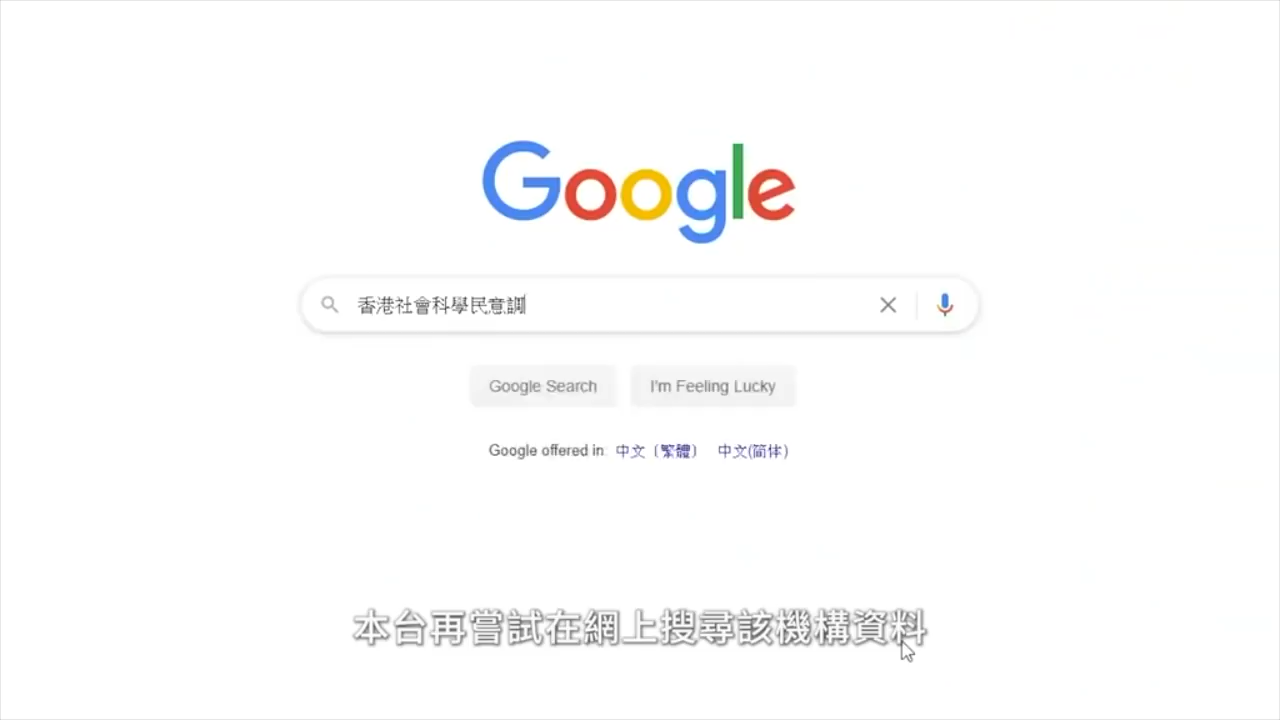 Google
香港社會科學民意調
Google Search
I'm Feeling Lucky
Google offered in: 中文（繁體） 中文(简体)
本台再嘗試在網上搜尋該機構資料